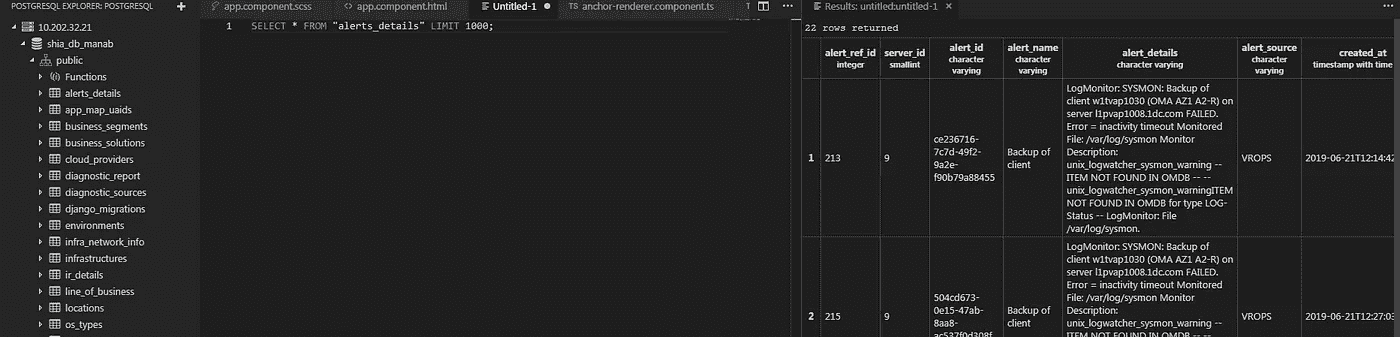 POSTGRESQL EXPLORER: POSTGRESQL
10.202.32.21
shia_db_manab
public
Functions
alerts_details
app_map_uaids
business_segments
business_solutions
cloud_providers
diagnostic_report
diagnostic_sources
django_migrations
environments
infra_network_info
infrastructures
ir_details
line_of_business
locations
os_types
app.component.scss
app.component.html
Untitled-1
TS anchor-renderer.component.ts
1 SELECT * FROM "alerts_details" LIMIT 1000;
Results: untitled:untitled-1
22 rows returned
alert_ref_id
integer
server_id
smallint
alert_id
character
varying
alert_name
character
varying
alert_details
character varying
alert_source
character
varying
created_at
timestamp with time
1
213
9
ce236716-
7c7d-49f2-
9a2e-
f90b79a88455
Backup of
client
LogMonitor: SYSMON: Backup of
client w1tvap1030 (OMA AZ1 A2-R) on
server l1pvap1008.1dc.com FAILED.
Error = inactivity timeout Monitored
File: /var/log/sysmon Monitor
Description:
unix_logwatcher_sysmon_warning --
ITEM NOT FOUND IN OMDB -- --
unix_logwatcher_sysmon_warningITEM
NOT FOUND IN OMDB for type LOG-
Status -- LogMonitor: File
/var/log/sysmon.
VROPS
2019-06-21T12:14:42
2
215
9
504cd673-
0e15-47ab-
8aa8-
ac537f0d308f
Backup of
client
LogMonitor: SYSMON: Backup of
client w1tvap1030 (OMA AZ1 A2-R) on
server l1pvap1008.1dc.com FAILED.
Error = inactivity timeout Monitored
File: /var/log/sysmon Monitor
Description:
unix_logwatcher_sysmon_warning --
ITEM NOT FOUND IN OMDB -- --
VROPS
2019-06-21T12:27:03